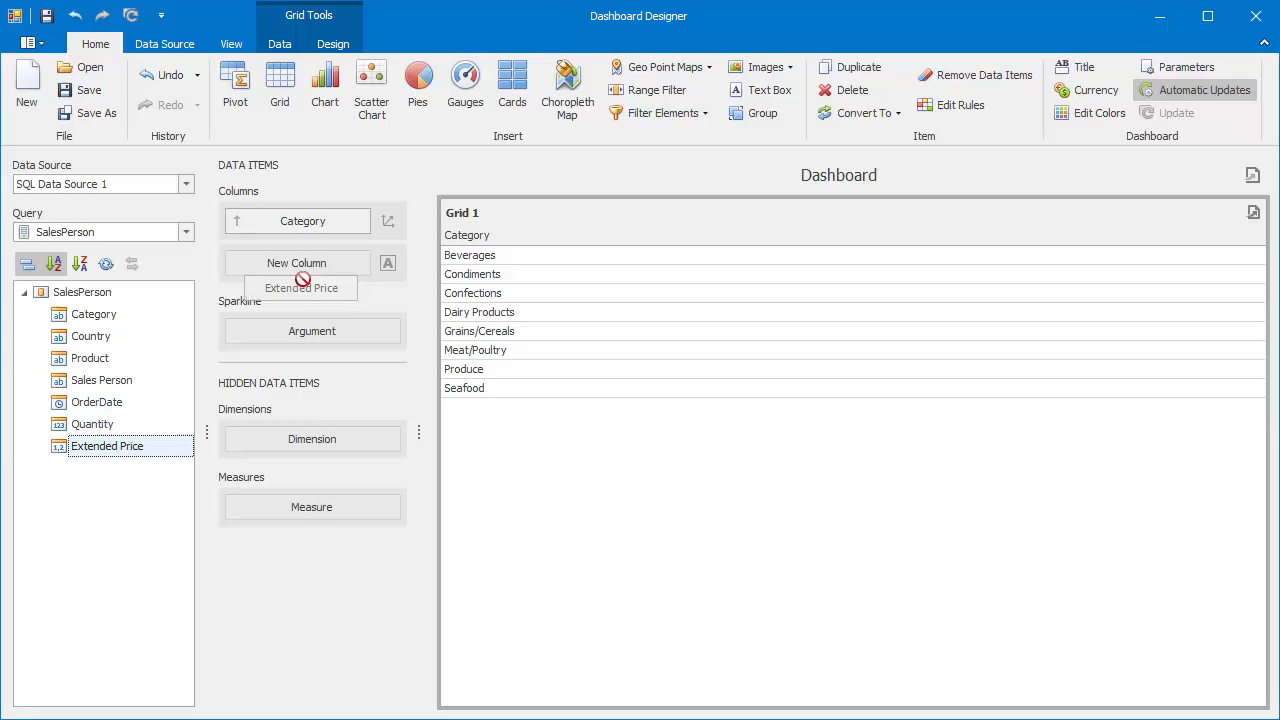 Grid Tools
Dashboard Designer
Home
Data Source
View
Data
Design
New
Open
Save
Save As
File
Undo
Redo
History
Pivot
Grid
Chart
Scatter
Chart
Pies
Gauges
Cards
Choropleth
Map
Geo Point Maps
Range Filter
Filter Elements
Images
Text Box
Group
Insert
Duplicate
Delete
Convert To
Remove Data Items
Edit Rules
Item
Title
Currency
Edit Colors
Parameters
Automatic Updates
Update
Dashboard
Data Source
SQL Data Source 1
Query
SalesPerson
SalesPerson
Category
Country
Product
Sales Person
OrderDate
Quantity
Extended Price
DATA ITEMS
Columns
Category
New Column
Extended Price
Sparkline
Argument
HIDDEN DATA ITEMS
Dimensions
Dimension
Measures
Measure
Dashboard
Grid 1
Category
Beverages
Condiments
Confections
Dairy Products
Grains/Cereals
Meat/Poultry
Produce
Seafood